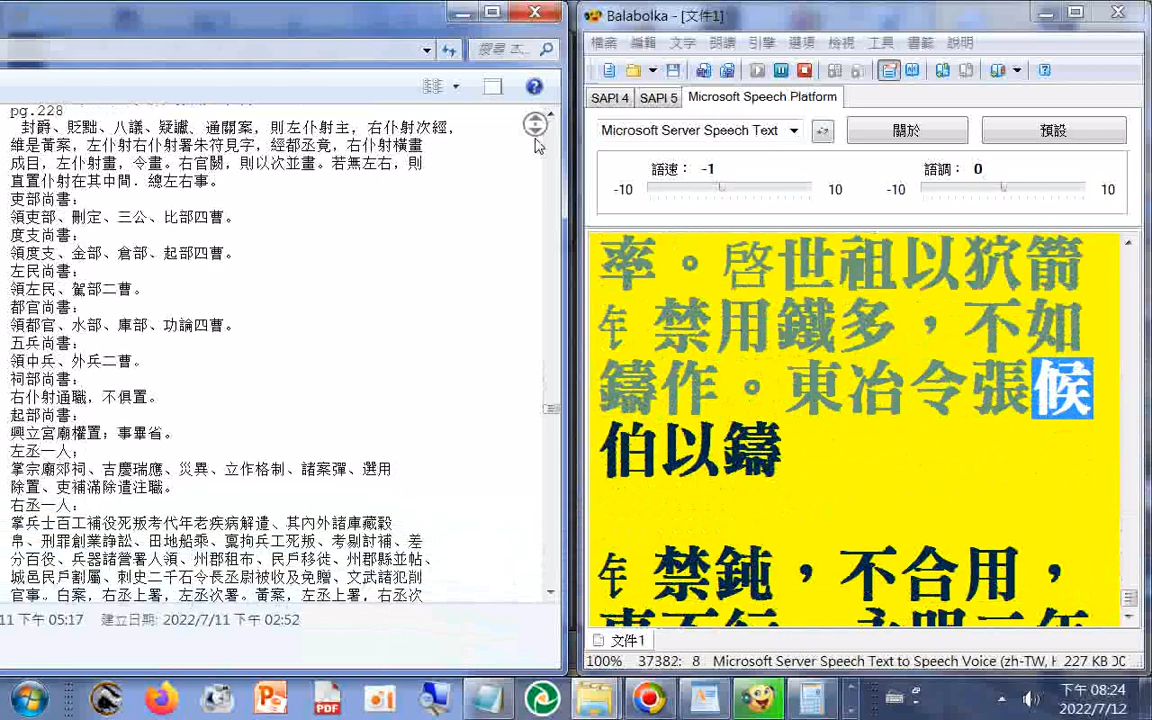 搜尋 本...
pg.228
封爵、貶黜、八議、疑讞、通關案，則左仆射主，右仆射次經，
維是黃案，左仆射右仆射署朱符見字，經都丞竟，右仆射橫畫
成目，左仆射畫，令畫。右官闕，則以次並畫。若無左右，則
直置仆射在其中間．總左右事。
吏部尚書：
領吏部、刪定、三公、比部四曹。
度支尚書：
領度支、金部、倉部、起部四曹。
左民尚書：
領左民、駕部二曹。
都官尚書：
領都官、水部、庫部、功論四曹。
五兵尚書：
領中兵、外兵二曹。
祠部尚書：
右仆射通職，不俱置。
起部尚書：
興立宮廟權置；事畢省。
左丞一人：
掌宗廟郊祠、吉慶瑞應、災異、立作格制、諸案彈、選用
除置、吏補滿除遣注職。
右丞一人：
掌兵士百工補役死叛考代年老疾病解遣、其內外諸庫藏穀
帛、刑罪創業諍訟、田地船乘、稟拘兵工死叛、考剔討補、差
分百役、兵器諸營署人領、州郡租布、民戶移徙、州郡縣並帖、
城邑民戶割屬、刺史二千石令長丞尉被收及免贈、文武諸犯削
官事。白案，右丞上署，左丞次署。黃案，左丞上署，右丞次
11 下午 05:17 建立日期: 2022/7/11 下午 02:52
Balabolka - [文件1]
檔案 編輯 文字 朗讀 引擎 選項 檢視 工具 書籤 說明
SAPI 4 SAPI 5 Microsoft Speech Platform
Microsoft Server Speech Text 關於 預設
語速: -1 語調: 0
-10 10 -10 10
率。啓世祖以狖箭
禁用鐵多，不如
鑄作。東冶令張候
伯以鑄
禁鈍，不合用，
文件1
100% 37382: 8 Microsoft Server Speech Text to Speech Voice (zh-TW, H 227 KB
下午 08:24
2022/7/12